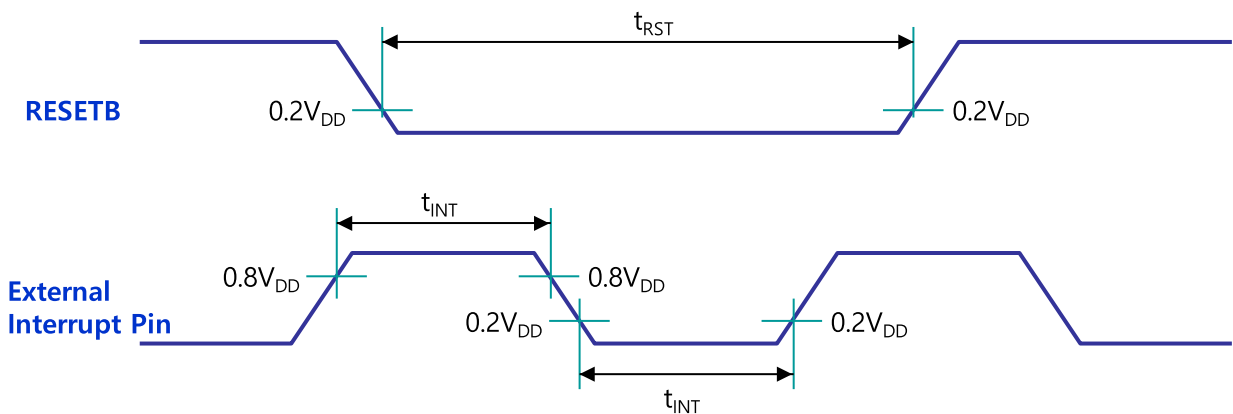 tRST
RESETB
0.2VDD
0.2VDD
tINT
0.8VDD
0.8VDD
External
Interrupt Pin
0.2VDD
0.2VDD
tINT